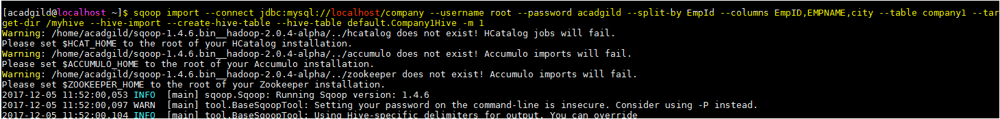 [acadgild@localhost ~]$ sqoop import --connect jdbc:mysql://localhost/company --username root --password acadgild --split-by EmpId --columns EmpID,EMPNAME,city --table company1 --tar
get-dir /myhive --hive-import --create-hive-table --hive-table default.Company1Hive -m 1
Warning: /home/acadgild/sqoop-1.4.6.bin__hadoop-2.0.4-alpha/../hcatalog does not exist! HCatalog jobs will fail.
Please set $HCAT_HOME to the root of your HCatalog installation.
Warning: /home/acadgild/sqoop-1.4.6.bin__hadoop-2.0.4-alpha/../accumulo does not exist! Accumulo imports will fail.
Please set $ACCUMULO_HOME to the root of your Accumulo installation.
Warning: /home/acadgild/sqoop-1.4.6.bin__hadoop-2.0.4-alpha/../zookeeper does not exist! Accumulo imports will fail.
Please set $ZOOKEEPER_HOME to the root of your Zookeeper installation.
2017-12-05 11:52:00,053 INFO  [main] sqoop.Sqoop: Running Sqoop version: 1.4.6
2017-12-05 11:52:00,097 WARN  [main] tool.BaseSqoopTool: Setting your password on the command-line is insecure. Consider using -P instead.
2017-12-05 11:52:00,104 INFO  [main] tool.BaseSqoopTool: Using Hive-specific delimiters for output. You can override